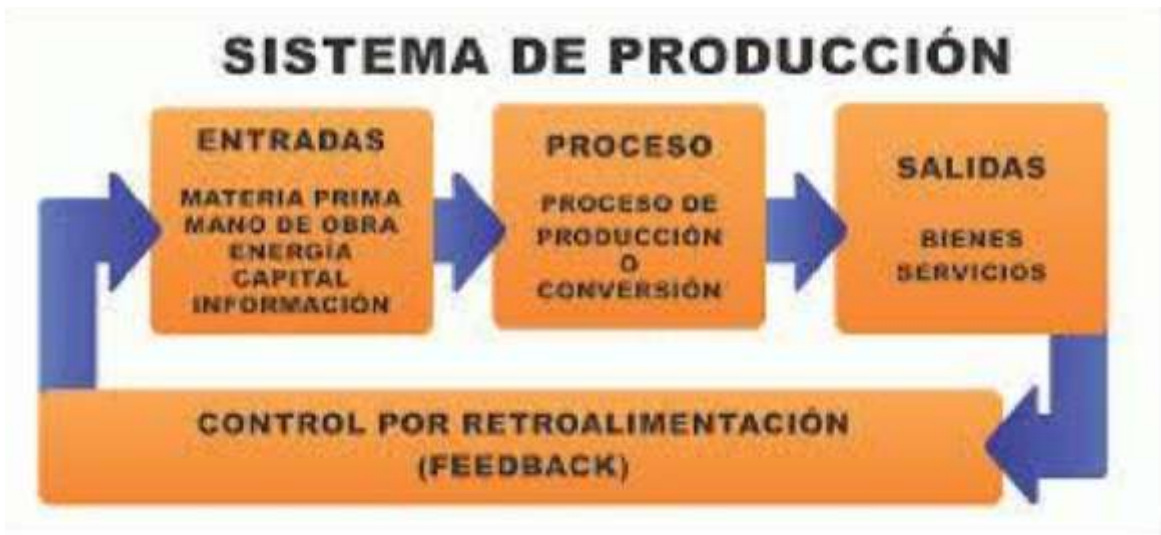 SISTEMA DE PRODUCCIÓN
ENTRADAS
MATERIA PRIMA
MANO DE OBRA
ENERGÍA
CAPITAL
INFORMACIÓN
PROCESO
PROCESO DE
PRODUCCIÓN
O
CONVERSIÓN
SALIDAS
BIENES
SERVICIOS
CONTROL POR RETROALIMENTACIÓN
(FEEDBACK)